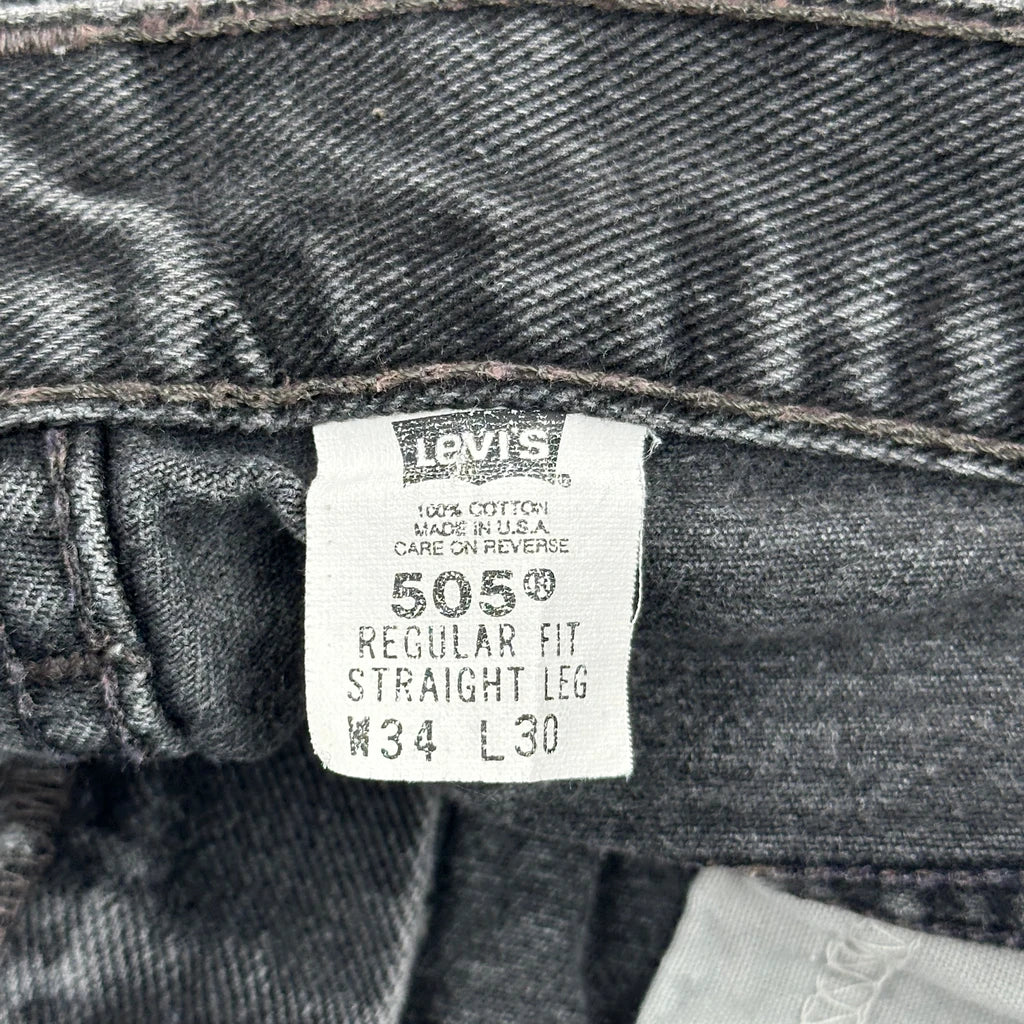 Levi's®
100% COTTON
MADE IN U.S.A.
CARE ON REVERSE
505®
REGULAR FIT
STRAIGHT LEG
W34 L30